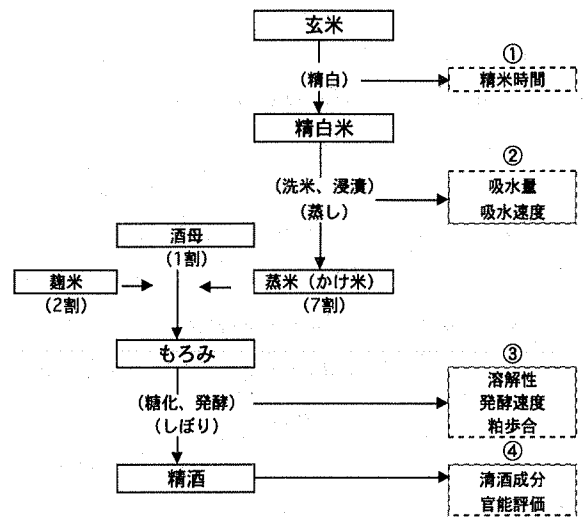 玄米
①
(精白)
精米時間
精白米
②
(洗米、浸漬)
(蒸し)
吸水量
吸水速度
酒母
(1割)
麹米
(2割)
蒸米(かけ米)
(7割)
もろみ
③
(糖化、発酵)
(しぼり)
溶解性
発酵速度
粕歩合
④
精酒
清酒成分
官能評価